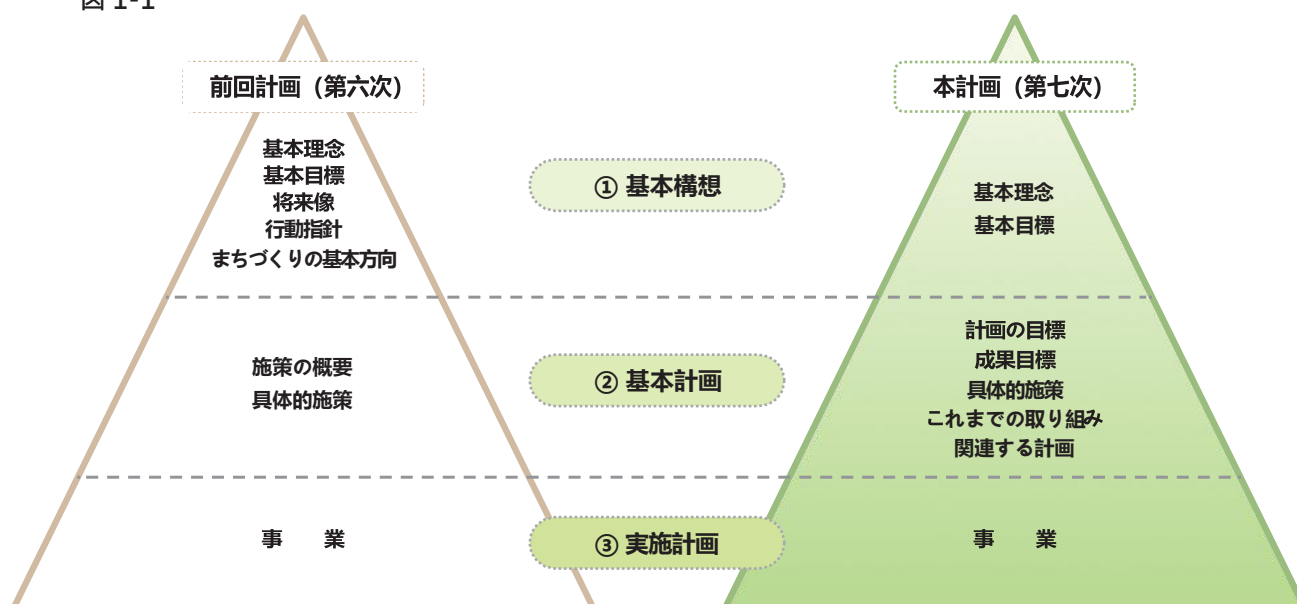 図 1-1
前回計画（第六次）
基本理念
基本目標
将来像
行動指針
まちづくりの基本方向
施策の概要
具体的施策
事　業
① 基本構想
② 基本計画
③ 実施計画
本計画（第七次）
基本理念
基本目標
計画の目標
成果目標
具体的施策
これまでの取り組み
関連する計画
事　業